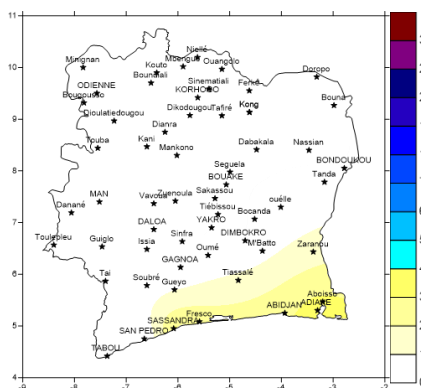 11
10
9
8
7
6
5
4
-9
-8
-7
-6
-5
-4
-3
-2
Niellé
Mbengué
Ouangolo
Kouto
Minignan
Boundiali
Doropo
Sinematiali
Ferké
ODIENNE
KORHOGO
Bougousso
Bouna
Dikodougou
Tafiré
Kong
Dioulatiedougou
Dianra
Touba
Kani
Mankono
Dabakala
Nassian
Seguela
BONDOUKOU
BOUAKE
Tanda
MAN
Vavoua
Zuenoula
Sakassou
Danané
Tiébissou
ouélle
Bocanda
DALOA
YAKRO
Toulepleu
Guiglo
Issia
Sinfra
DIMBOKRO
M'Batto
Zaranou
Oumé
GAGNOA
Tai
Soubré
Gueyo
Tiassalé
Aboisso
ADIAKE
ABIDJAN
Fresco
SASSANDRA
SAN PEDRO
TABOU